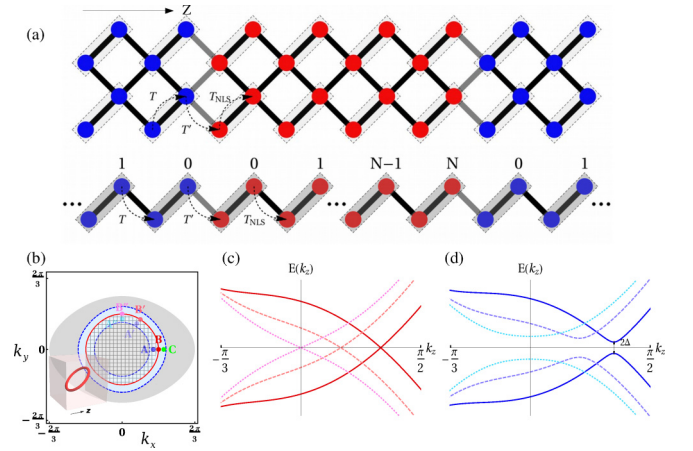 (a)
Z
T
T'
T_NLS
1 0 0 1 N−1 N 0 1
... T T' T_NLS ...
(b)
2π/3
k_y
0
−2π/3
−2π/3 0 2π/3
k_x
B'' B'
A B C
z
(c)
E(k_z)
k_z
−π/3
π/2
(d)
E(k_z)
2Δ
k_z
−π/3
π/2